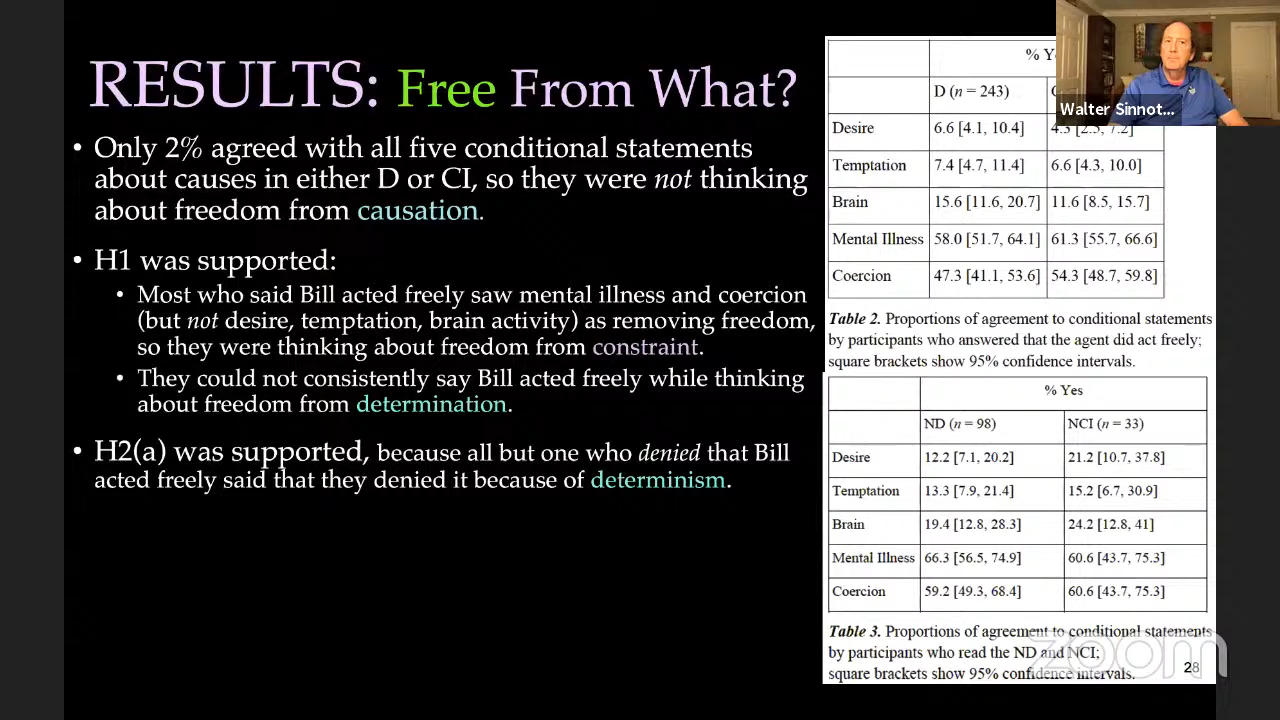 RESULTS: Free From What?
• Only 2% agreed with all five conditional statements
about causes in either D or CI, so they were not thinking
about freedom from causation.
• H1 was supported:
• Most who said Bill acted freely saw mental illness and coercion
(but not desire, temptation, brain activity) as removing freedom,
so they were thinking about freedom from constraint.
• They could not consistently say Bill acted freely while thinking
about freedom from determination.
• H2(a) was supported, because all but one who denied that Bill
acted freely said that they denied it because of determinism.
Walter Sinnot...
D (n = 243)
Desire 6.6 [4.1, 10.4] 4.3 [2.5, 7.2]
Temptation 7.4 [4.7, 11.4] 6.6 [4.3, 10.0]
Brain 15.6 [11.6, 20.7] 11.6 [8.5, 15.7]
Mental Illness 58.0 [51.7, 64.1] 61.3 [55.7, 66.6]
Coercion 47.3 [41.1, 53.6] 54.3 [48.7, 59.8]
Table 2. Proportions of agreement to conditional statements
by participants who answered that the agent did act freely;
square brackets show 95% confidence intervals.
% Yes
ND (n = 98) NCI (n = 33)
Desire 12.2 [7.1, 20.2] 21.2 [10.7, 37.8]
Temptation 13.3 [7.9, 21.4] 15.2 [6.7, 30.9]
Brain 19.4 [12.8, 28.3] 24.2 [12.8, 41]
Mental Illness 66.3 [56.5, 74.9] 60.6 [43.7, 75.3]
Coercion 59.2 [49.3, 68.4] 60.6 [43.7, 75.3]
Table 3. Proportions of agreement to conditional statements
by participants who read the ND and NCI;
square brackets show 95% confidence intervals.
zoom
28